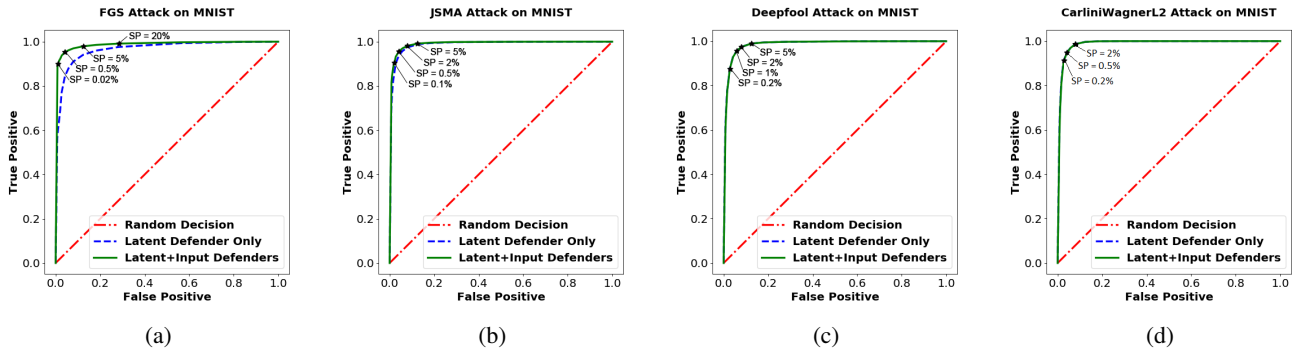 FGS Attack on MNIST
1.0
0.8
0.6
0.4
0.2
0.0
True Positive
SP = 20%
SP = 5%
SP = 0.5%
SP = 0.02%
Random Decision
Latent Defender Only
Latent+Input Defenders
0.0 0.2 0.4 0.6 0.8 1.0
False Positive
(a)
JSMA Attack on MNIST
1.0
0.8
0.6
0.4
0.2
0.0
True Positive
SP = 5%
SP = 2%
SP = 0.5%
SP = 0.1%
Random Decision
Latent Defender Only
Latent+Input Defenders
0.0 0.2 0.4 0.6 0.8 1.0
False Positive
(b)
Deepfool Attack on MNIST
1.0
0.8
0.6
0.4
0.2
0.0
True Positive
SP = 5%
SP = 2%
SP = 1%
SP = 0.2%
Random Decision
Latent Defender Only
Latent+Input Defenders
0.0 0.2 0.4 0.6 0.8 1.0
False Positive
(c)
CarliniWagnerL2 Attack on MNIST
1.0
0.8
0.6
0.4
0.2
0.0
True Positive
SP = 2%
SP = 0.5%
SP = 0.2%
Random Decision
Latent Defender Only
Latent+Input Defenders
0.0 0.2 0.4 0.6 0.8 1.0
False Positive
(d)